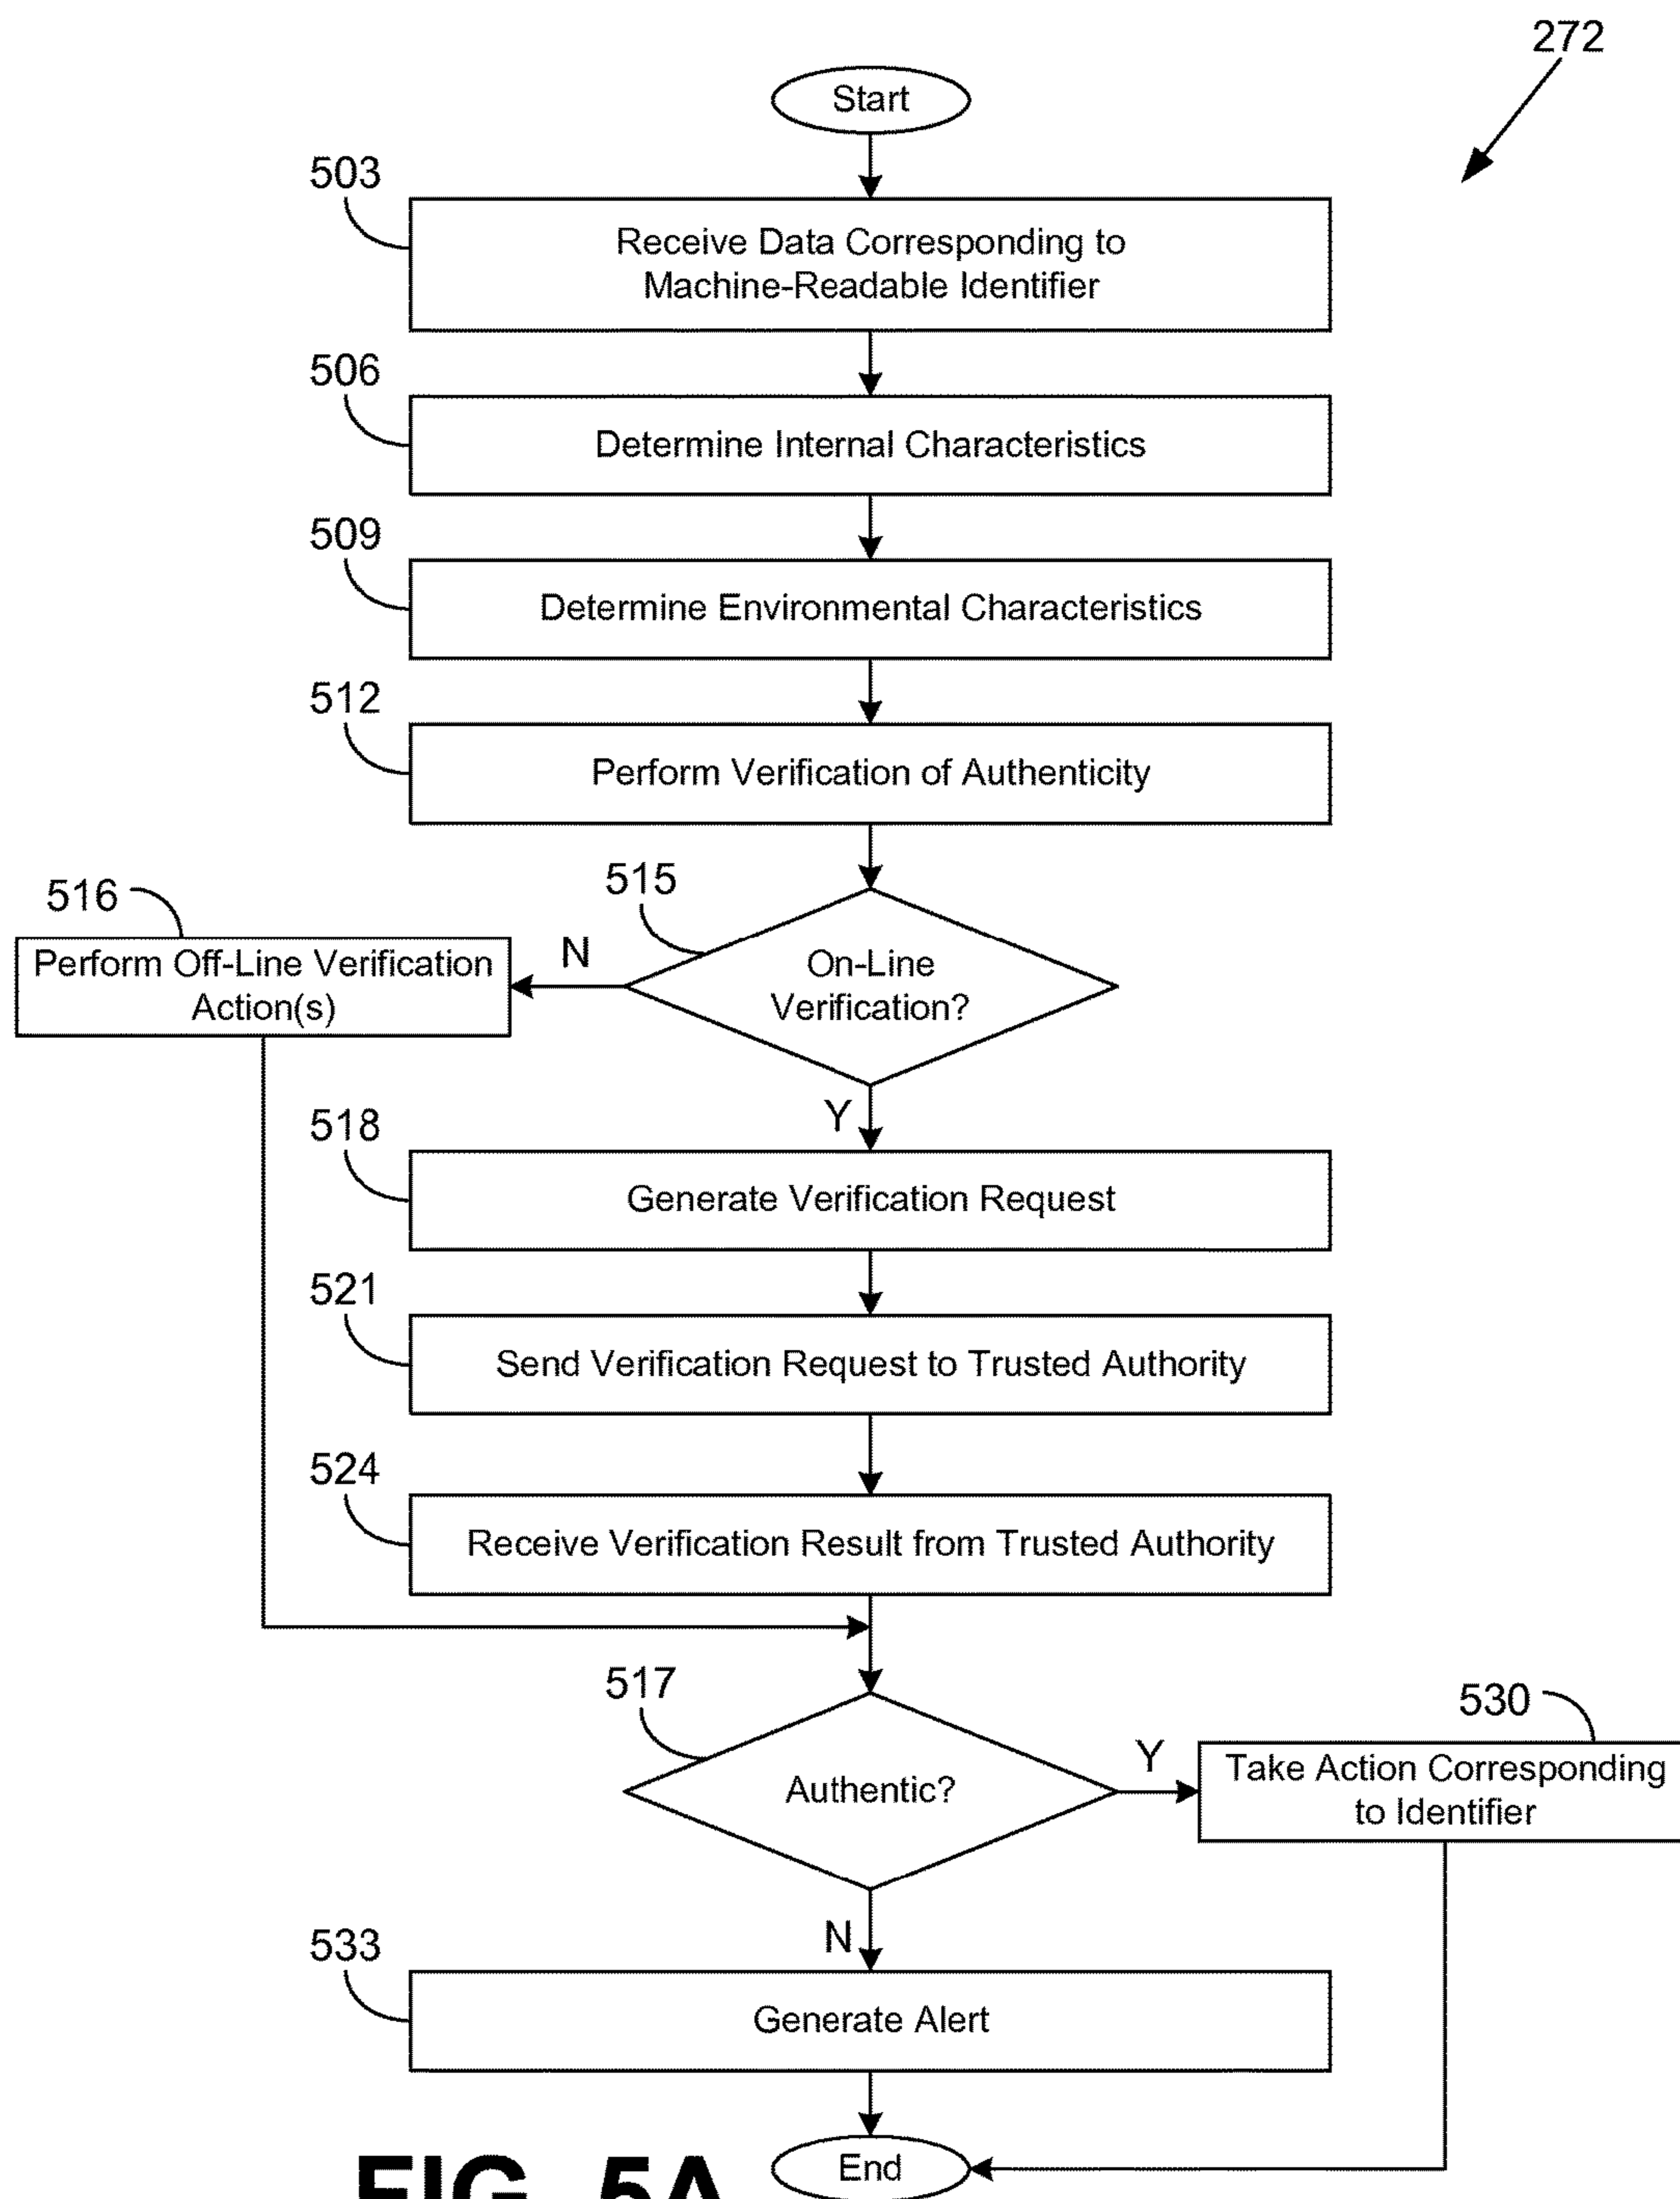 272
Start
503
Receive Data Corresponding to
Machine-Readable Identifier
506
Determine Internal Characteristics
509
Determine Environmental Characteristics
512
Perform Verification of Authenticity
515
On-Line
Verification?
N
516
Perform Off-Line Verification
Action(s)
Y
518
Generate Verification Request
521
Send Verification Request to Trusted Authority
524
Receive Verification Result from Trusted Authority
517
Authentic?
Y
530
Take Action Corresponding
to Identifier
N
533
Generate Alert
End
FIG. 5A